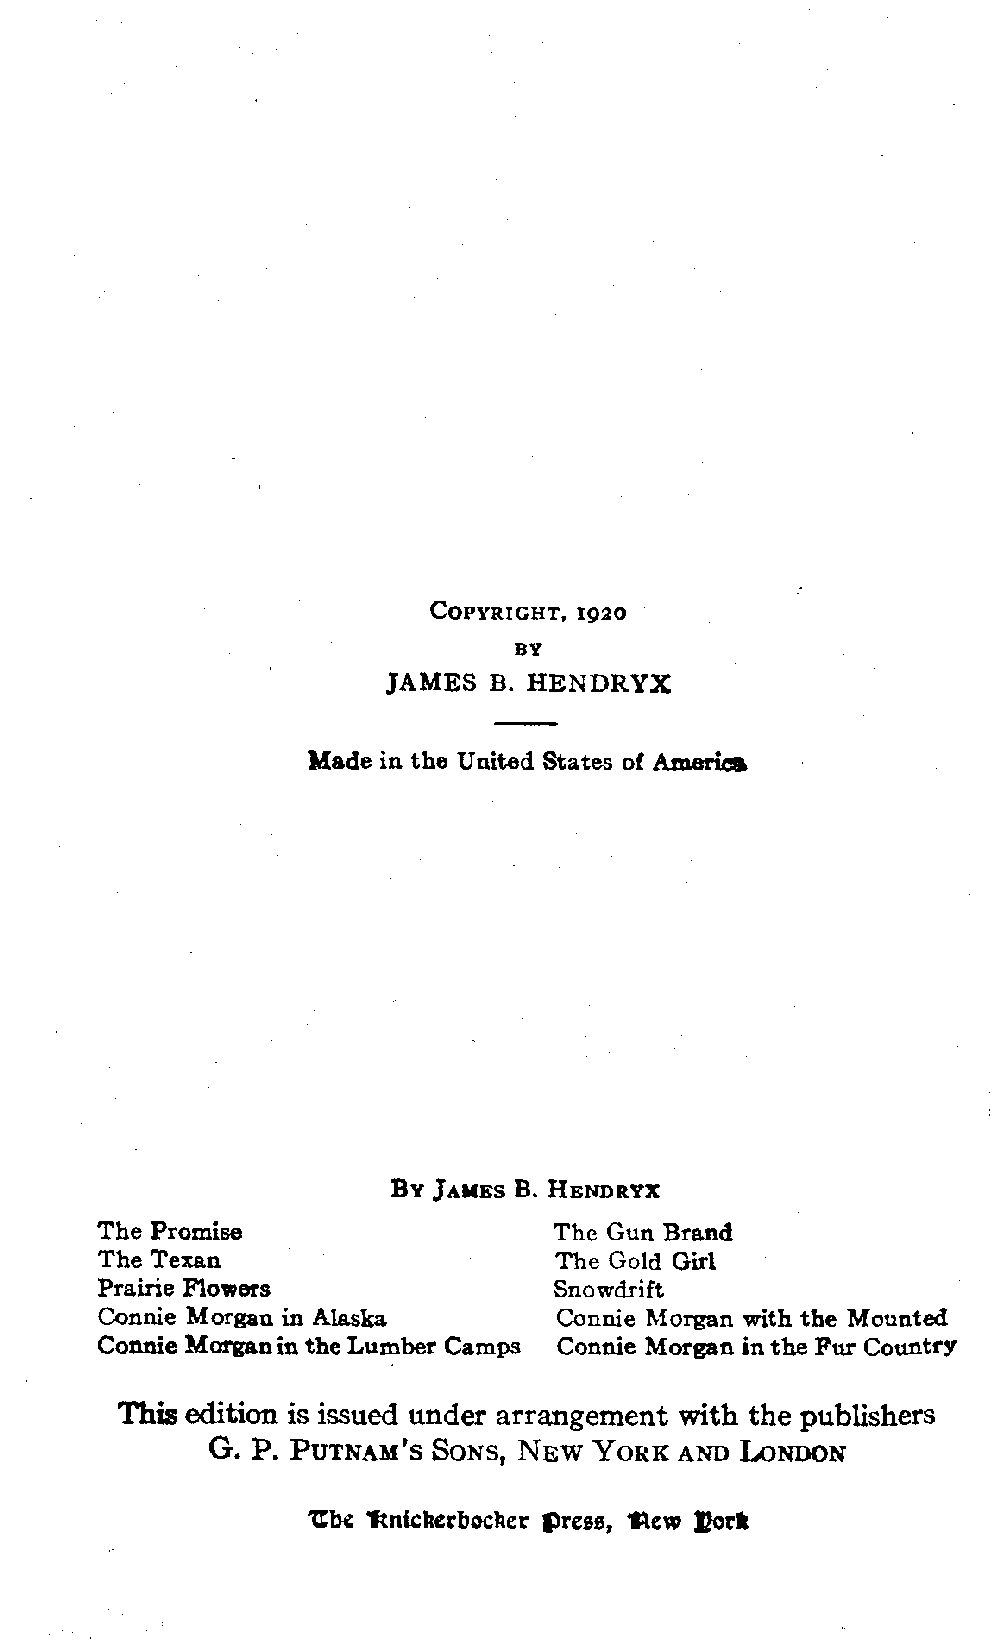 COPYRIGHT, 1920
BY
JAMES B. HENDRYX
Made in the United States of America
BY JAMES B. HENDRYX
The Promise The Gun Brand
The Texan The Gold Girl
Prairie Flowers Snowdrift
Connie Morgan in Alaska Connie Morgan with the Mounted
Connie Morgan in the Lumber Camps Connie Morgan in the Fur Country
This edition is issued under arrangement with the publishers
G. P. PUTNAM'S SONS, NEW YORK AND LONDON
The Knickerbocker Press, New York